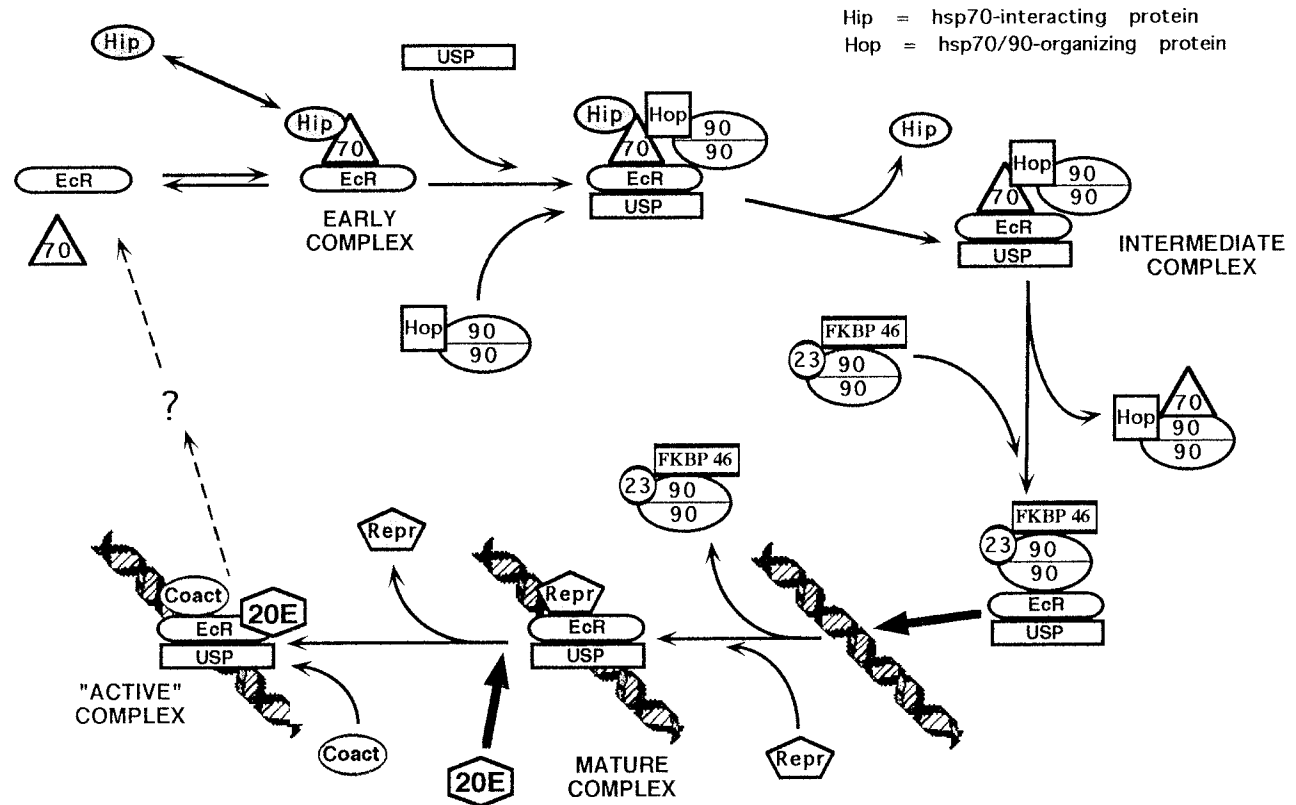 Hip = hsp70-interacting protein
Hop = hsp70/90-organizing protein
Hip
USP
Hip
70
EcR
EARLY
COMPLEX
EcR
70
Hip
Hop
70
90
90
EcR
USP
Hip
Hop
70
90
90
EcR
USP
INTERMEDIATE
COMPLEX
Hop
90
90
FKBP 46
23
90
90
Hop
70
90
90
?
FKBP 46
23
90
90
FKBP 46
23
90
90
EcR
USP
Repr
Repr
EcR
USP
MATURE
COMPLEX
Repr
20E
Coact
20E
EcR
USP
"ACTIVE"
COMPLEX
Coact